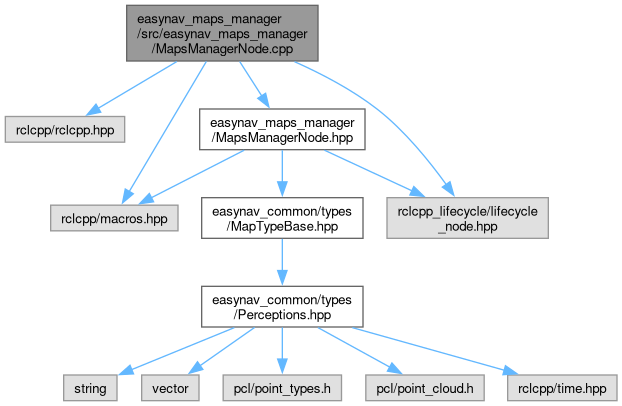 easynav_maps_manager
/src/easynav_maps_manager
/MapsManagerNode.cpp
rclcpp/rclcpp.hpp
easynav_maps_manager
/MapsManagerNode.hpp
rclcpp/macros.hpp
easynav_common/types
/MapTypeBase.hpp
rclcpp_lifecycle/lifecycle
_node.hpp
easynav_common/types
/Perceptions.hpp
string
vector
pcl/point_types.h
pcl/point_cloud.h
rclcpp/time.hpp